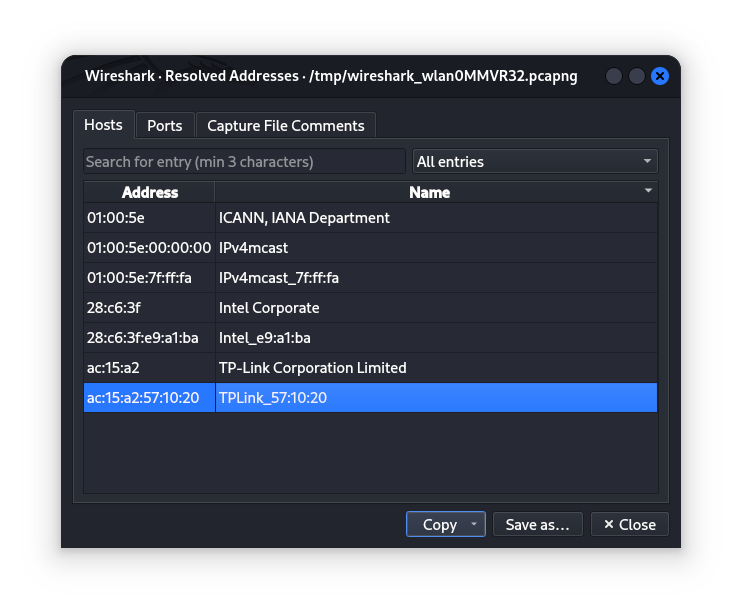 Wireshark · Resolved Addresses · /tmp/wireshark_wlan0MMVR32.pcapng
Hosts Ports Capture File Comments
Search for entry (min 3 characters) All entries
Address Name
01:00:5e ICANN, IANA Department
01:00:5e:00:00:00 IPv4mcast
01:00:5e:7f:ff:fa IPv4mcast_7f:ff:fa
28:c6:3f Intel Corporate
28:c6:3f:e9:a1:ba Intel_e9:a1:ba
ac:15:a2 TP-Link Corporation Limited
ac:15:a2:57:10:20 TPLink_57:10:20
Copy Save as... Close